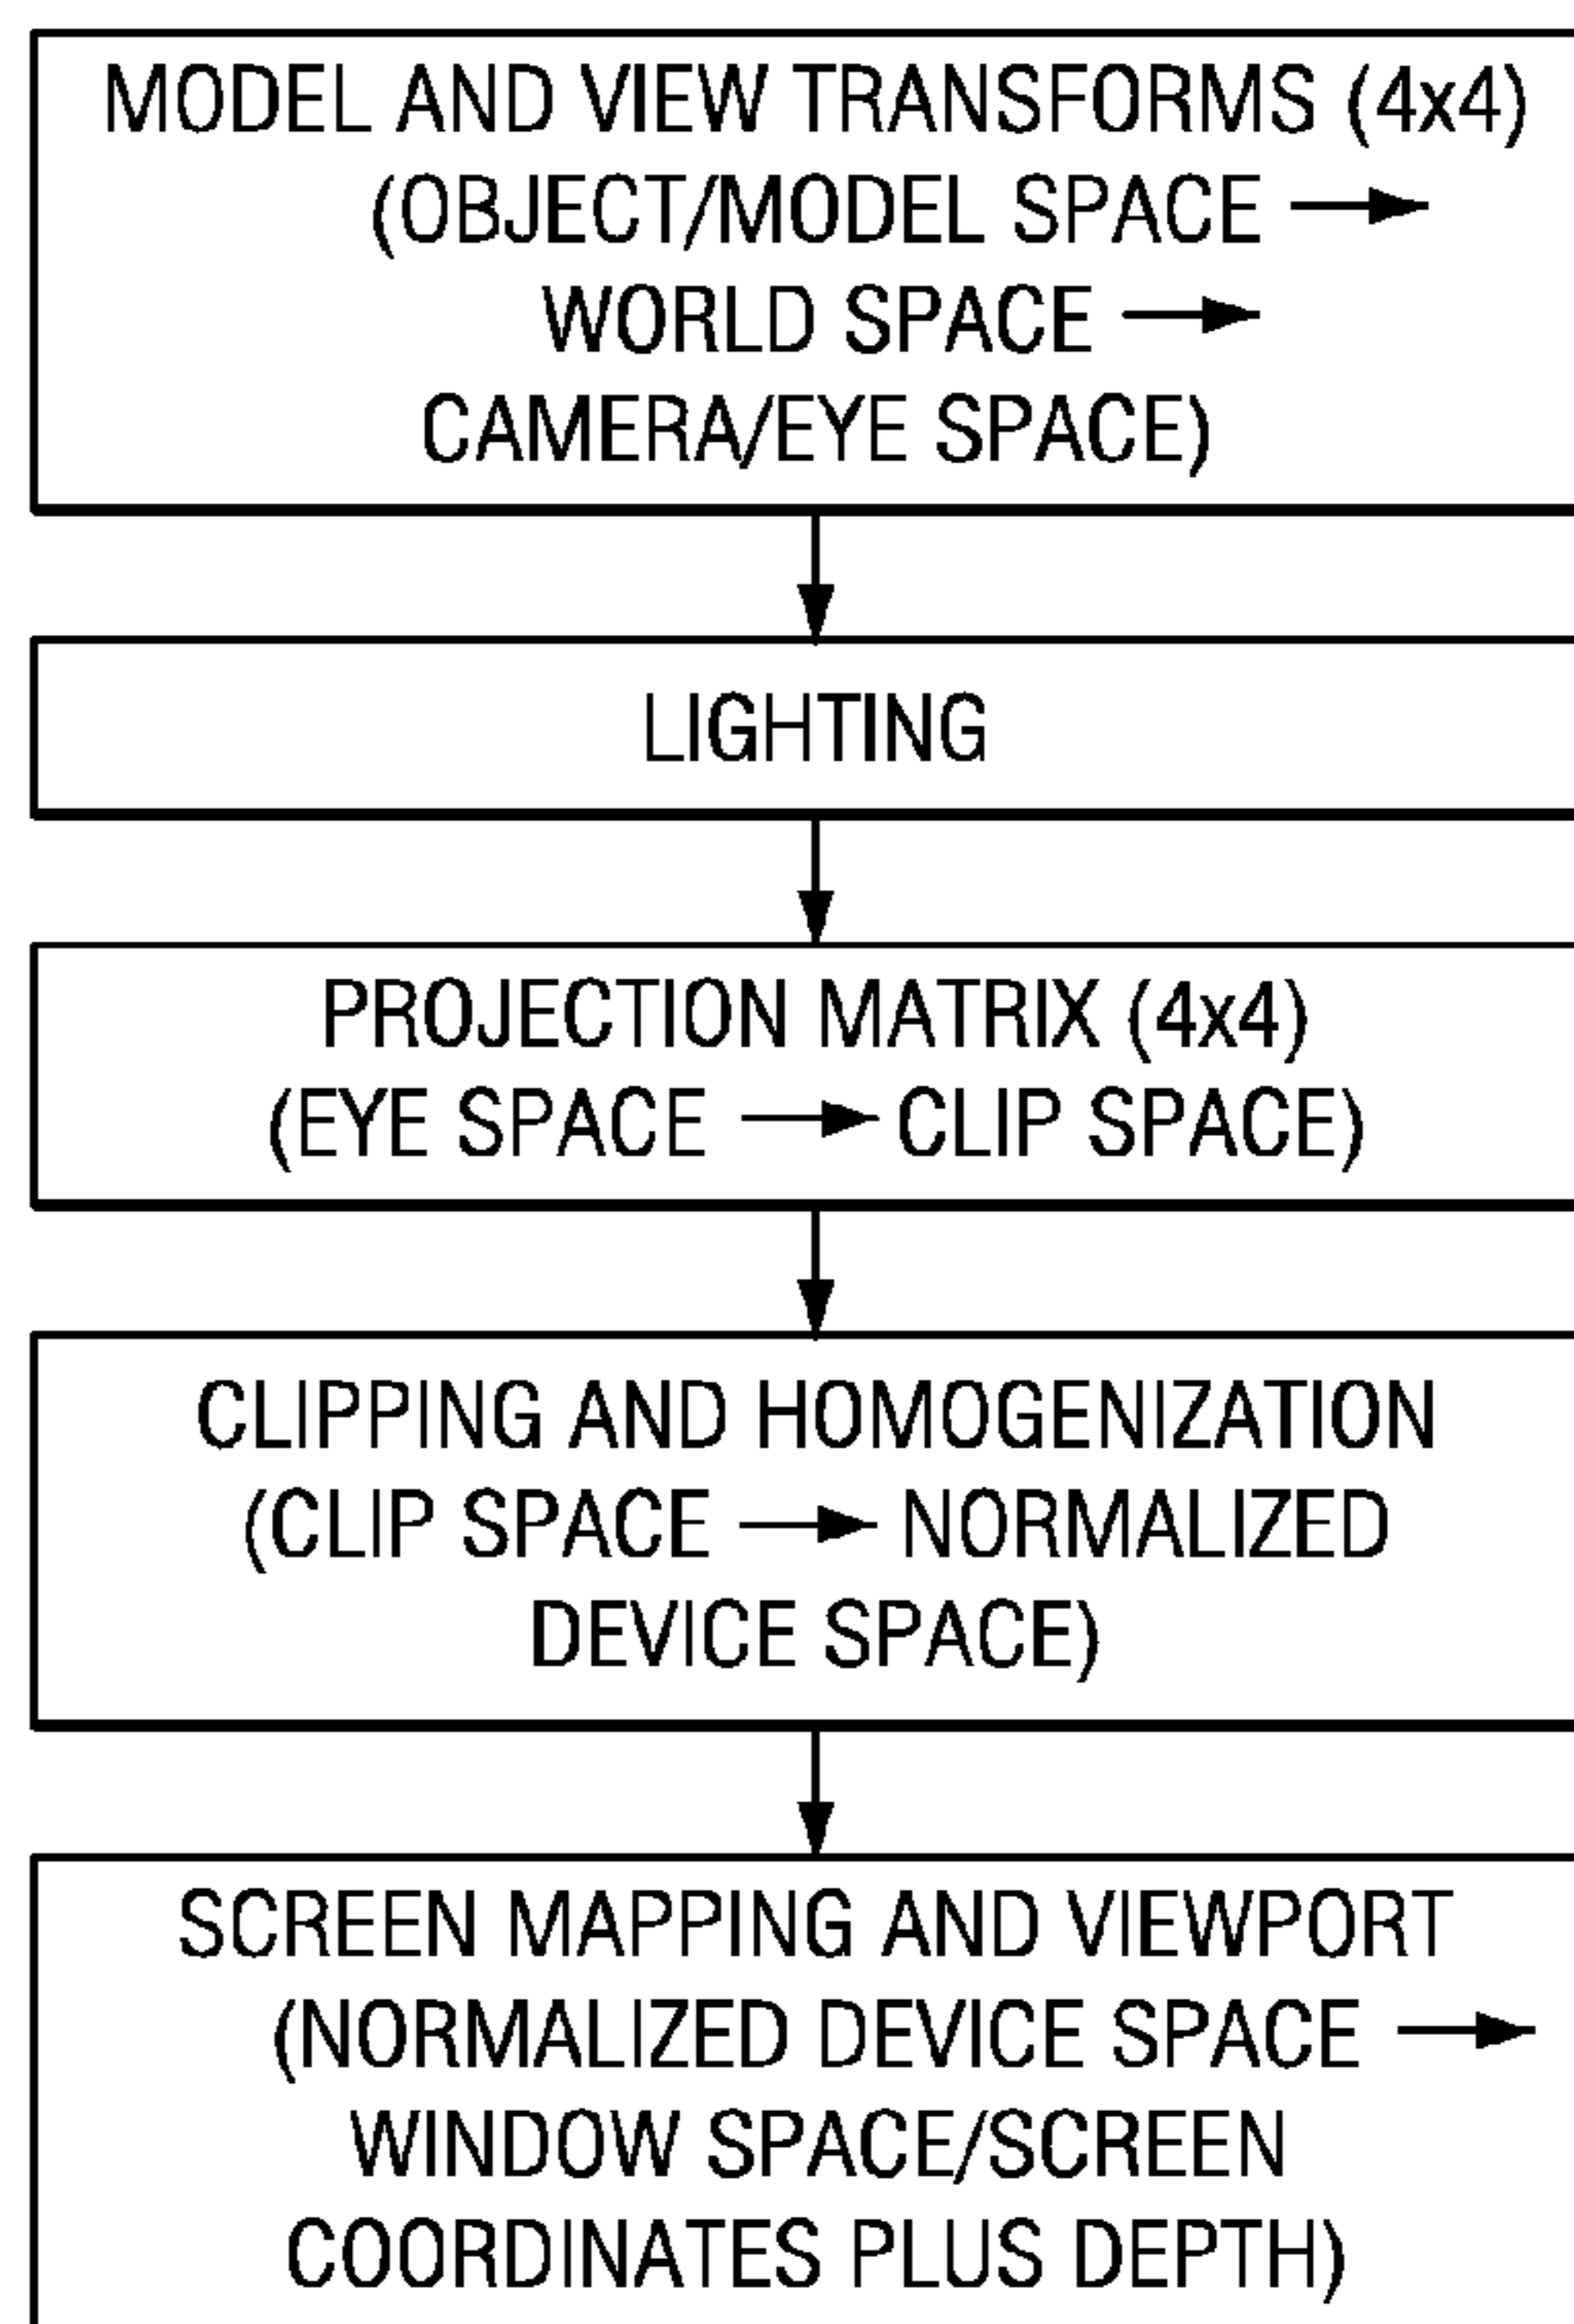 MODEL AND VIEW TRANSFORMS (4x4)
(OBJECT/MODEL SPACE →
WORLD SPACE →
CAMERA/EYE SPACE)
LIGHTING
PROJECTION MATRIX (4x4)
(EYE SPACE → CLIP SPACE)
CLIPPING AND HOMOGENIZATION
(CLIP SPACE → NORMALIZED
DEVICE SPACE)
SCREEN MAPPING AND VIEWPORT
(NORMALIZED DEVICE SPACE →
WINDOW SPACE/SCREEN
COORDINATES PLUS DEPTH)